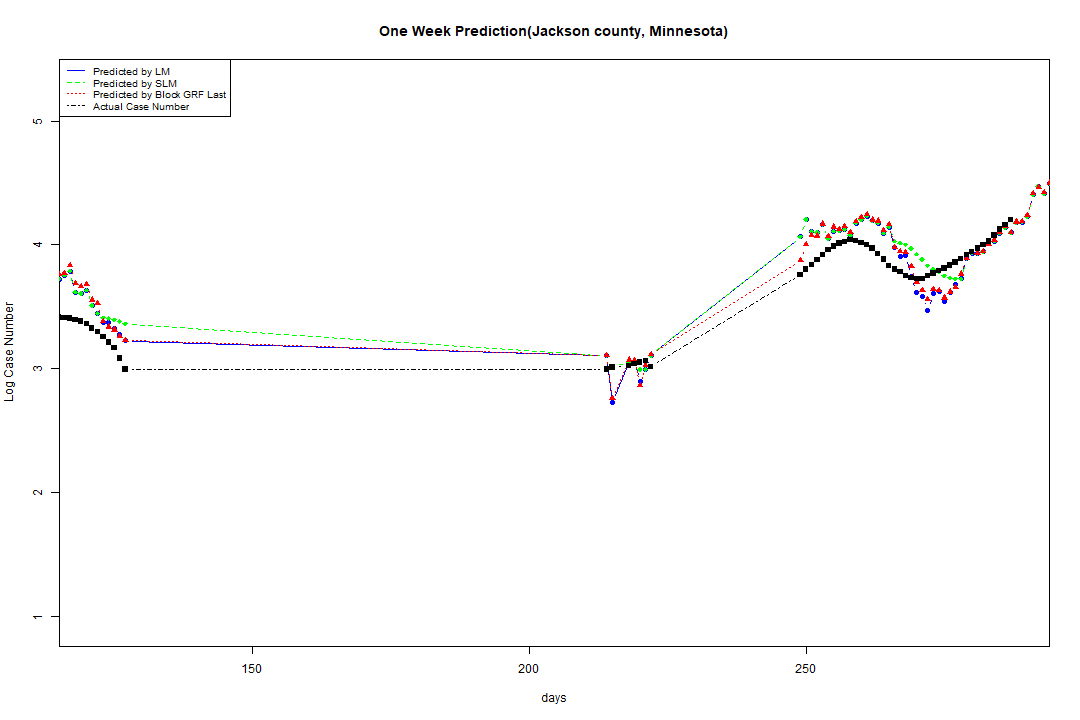 One Week Prediction(Jackson county, Minnesota)
Predicted by LM
Predicted by SLM
Predicted by Block GRF Last
Actual Case Number
5
4
3
2
1
Log Case Number
150
200
250
days